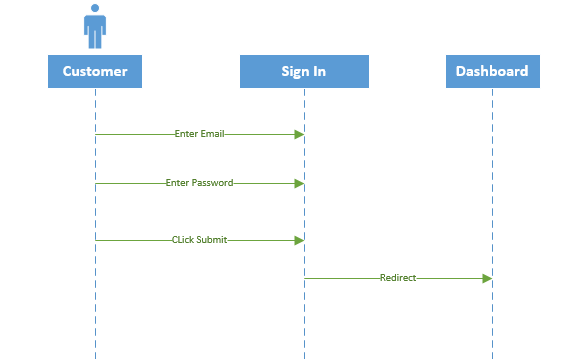 Customer
Sign In
Dashboard
Enter Email
Enter Password
CLick Submit
Redirect